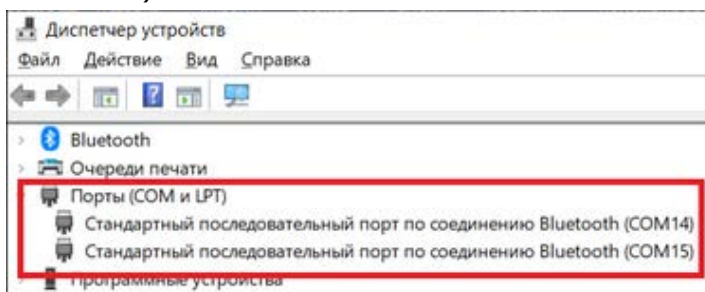 Диспетчер устройств
Файл Действие Вид Справка
Bluetooth
Очереди печати
Порты (COM и LPT)
Стандартный последовательный порт по соединению Bluetooth (COM14)
Стандартный последовательный порт по соединению Bluetooth (COM15)
Программные устройства